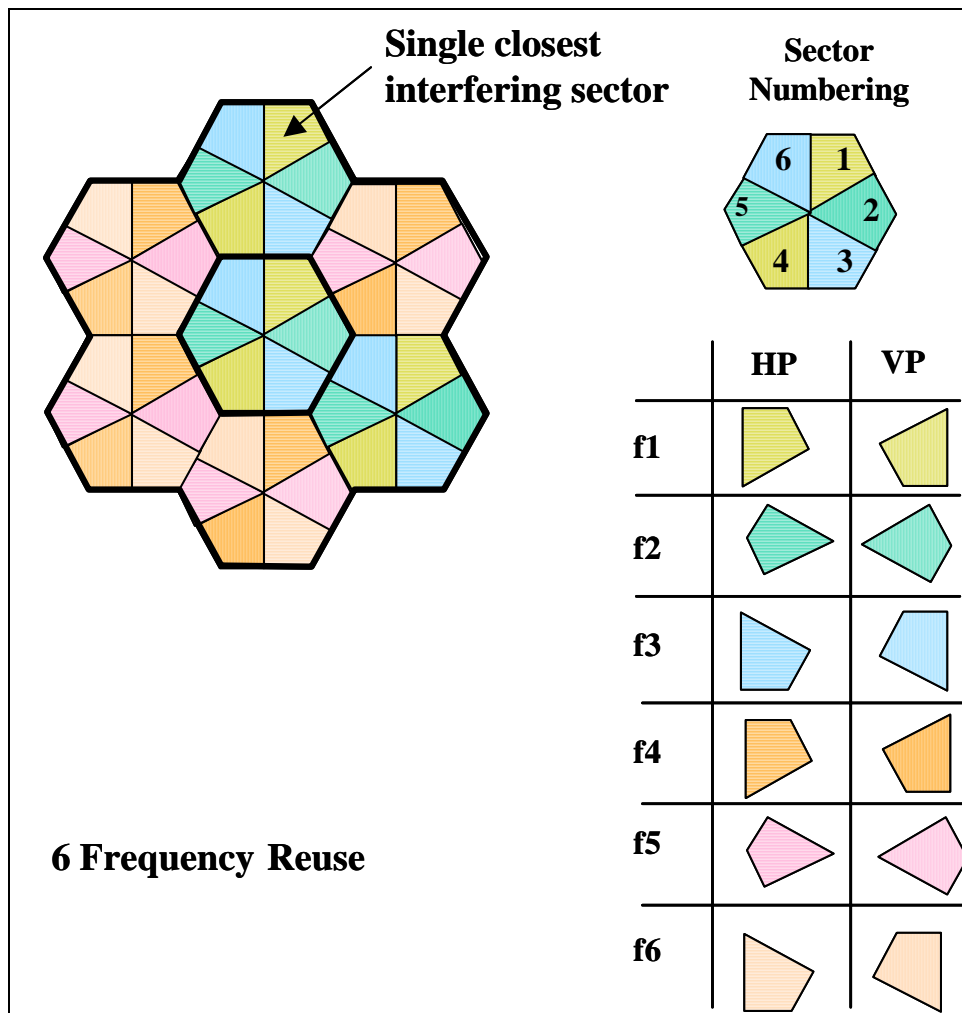 Single closest
interfering sector
Sector
Numbering
6 1
5 2
4 3
HP VP
f1
f2
f3
f4
f5
f6
6 Frequency Reuse